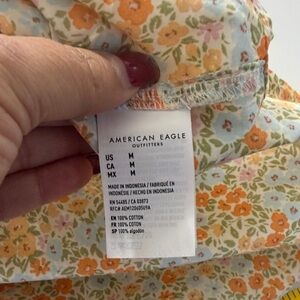 AMERICAN EAGLE
OUTFITTERS
US M
CA M
MX M
MADE IN INDONESIA / FABRIQUÉ EN
INDONESIE / HECHO EN INDONESIA
RN 54485 / CA 03873
EN 100% COTTON
FR 100% COTON
SP 100% algodón